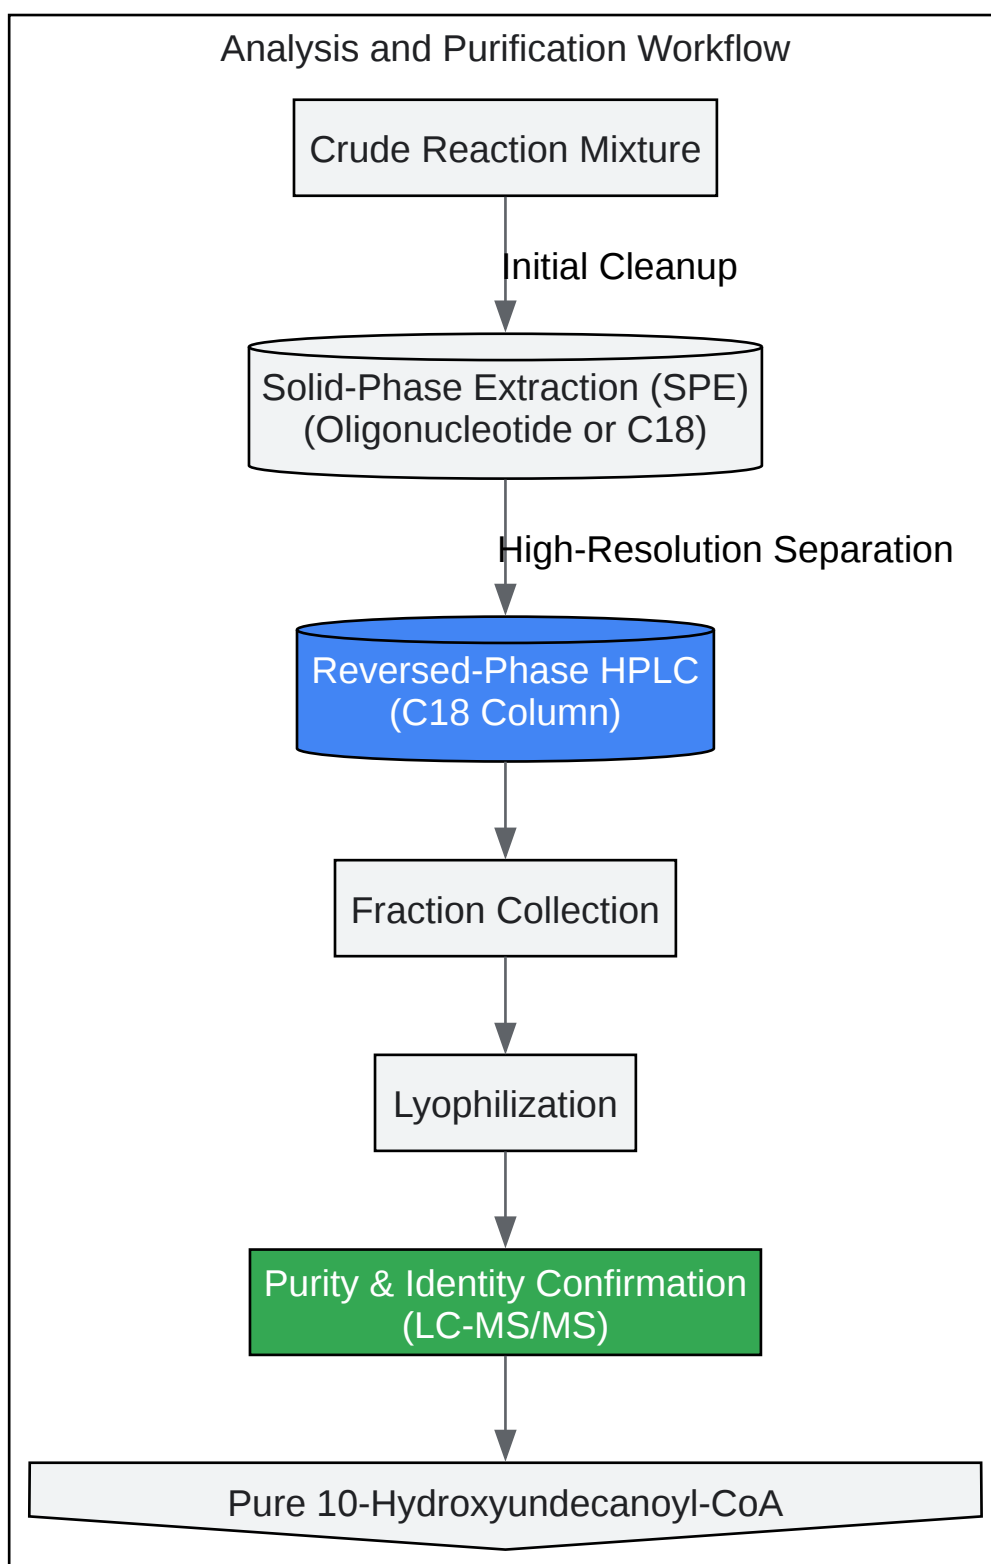 Analysis and Purification Workflow
Crude Reaction Mixture
Initial Cleanup
Solid-Phase Extraction (SPE)
(Oligonucleotide or C18)
High-Resolution Separation
Reversed-Phase HPLC
(C18 Column)
Fraction Collection
Lyophilization
Purity & Identity Confirmation
(LC-MS/MS)
Pure 10-Hydroxyundecanoyl-CoA